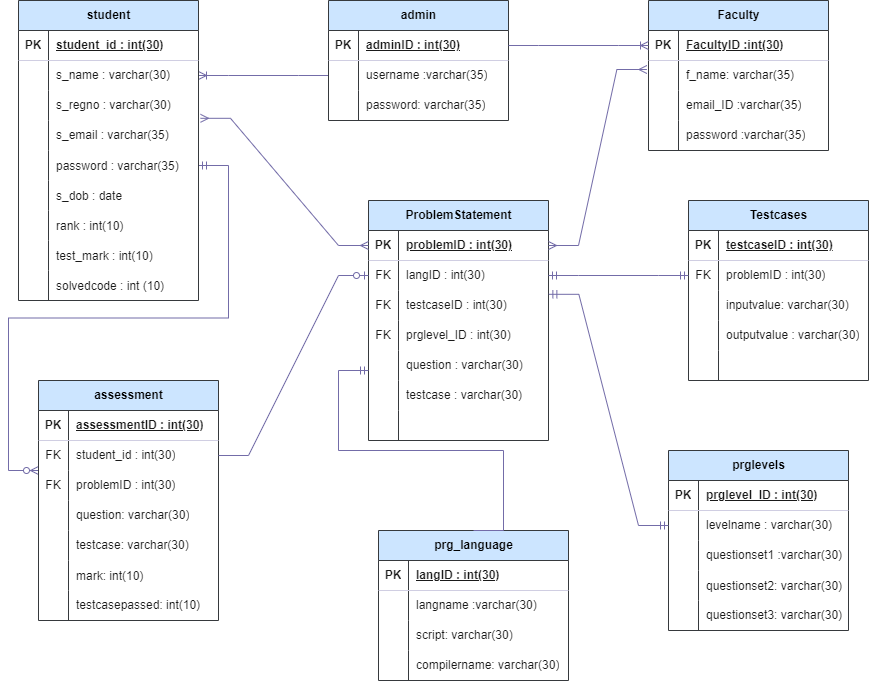 student
PK student_id : int(30)
s_name : varchar(30)
s_regno : varchar(30)
s_email : varchar(35)
password : varchar(35)
s_dob : date
rank : int(10)
test_mark : int(10)
solvedcode : int (10)
admin
PK adminID : int(30)
username :varchar(35)
password: varchar(35)
Faculty
PK FacultyID :int(30)
f_name: varchar(35)
email_ID :varchar(35)
password :varchar(35)
ProblemStatement
PK problemID : int(30)
FK langID : int(30)
FK testcaseID : int(30)
FK prglevel_ID : int(30)
question : varchar(30)
testcase : varchar(30)
Testcases
PK testcaseID : int(30)
FK problemID : int(30)
inputvalue: varchar(30)
outputvalue : varchar(30)
assessment
PK assessmentID : int(30)
FK student_id : int(30)
FK problemID : int(30)
question: varchar(30)
testcase: varchar(30)
mark: int(10)
testcasepassed: int(10)
prg_language
PK langID : int(30)
langname :varchar(30)
script: varchar(30)
compilername: varchar(30)
prglevels
PK prglevel_ID : int(30)
levelname : varchar(30)
questionset1 :varchar(30)
questionset2: varchar(30)
questionset3: varchar(30)